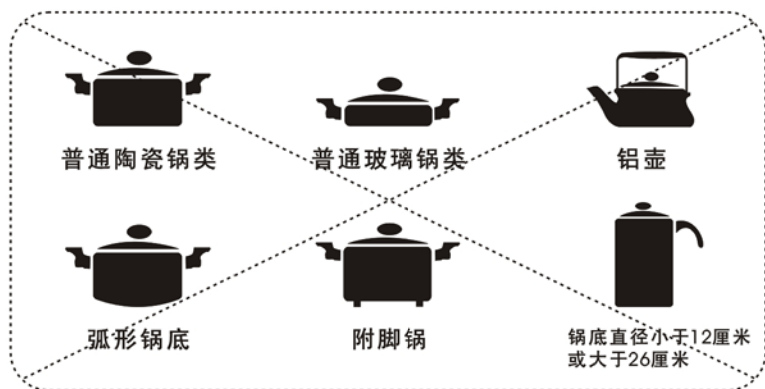 普通陶瓷锅类
普通玻璃锅类
铝壶
弧形锅底
附脚锅
锅底直径小于12厘米
或大于26厘米